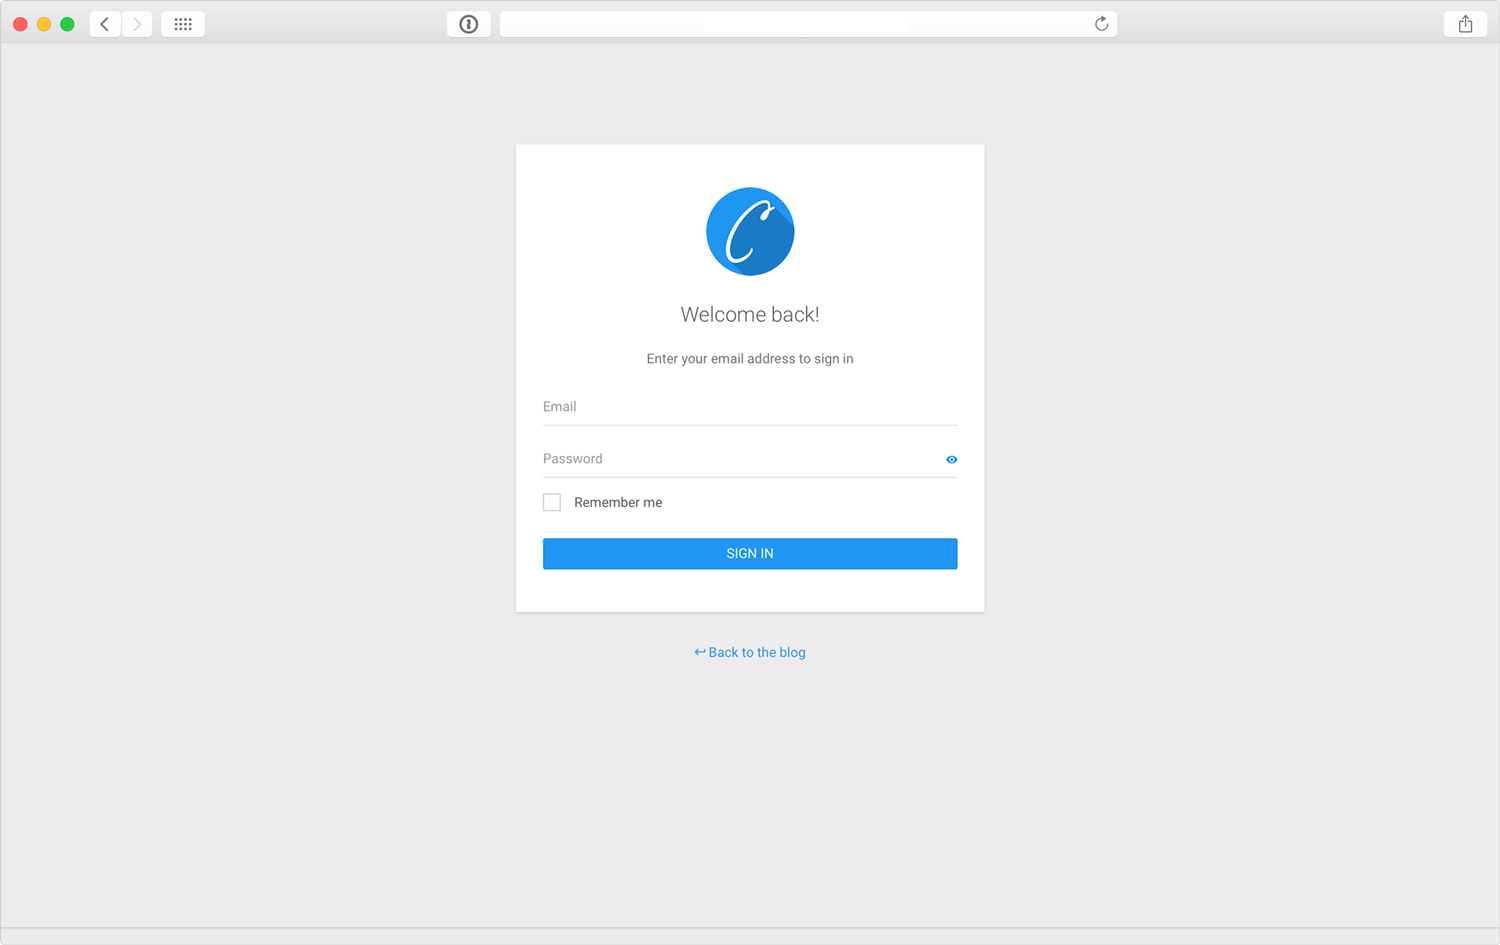 C
Welcome back!
Enter your email address to sign in
Email
Password
Remember me
SIGN IN
Back to the blog